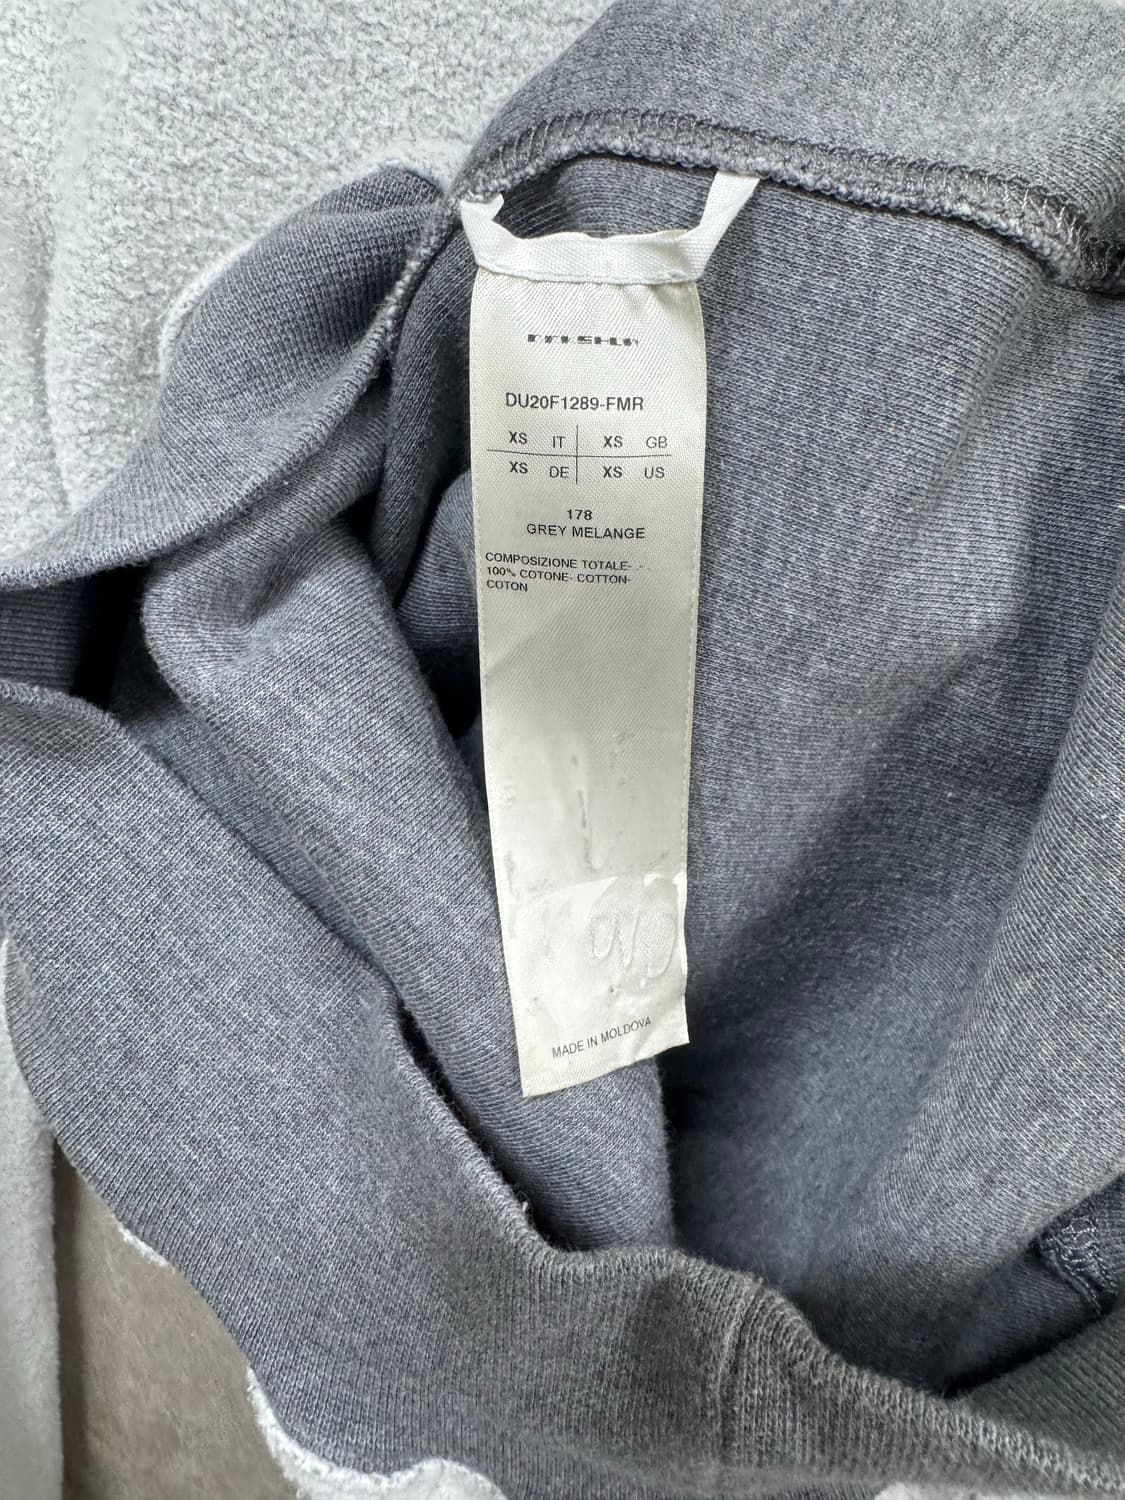 DU20F1289-FMR
XS IT XS GB
XS DE XS US
178
GREY MELANGE
COMPOSIZIONE TOTALE- .- .
100% COTONE- COTTON-
COTON
MADE IN MOLDOVA